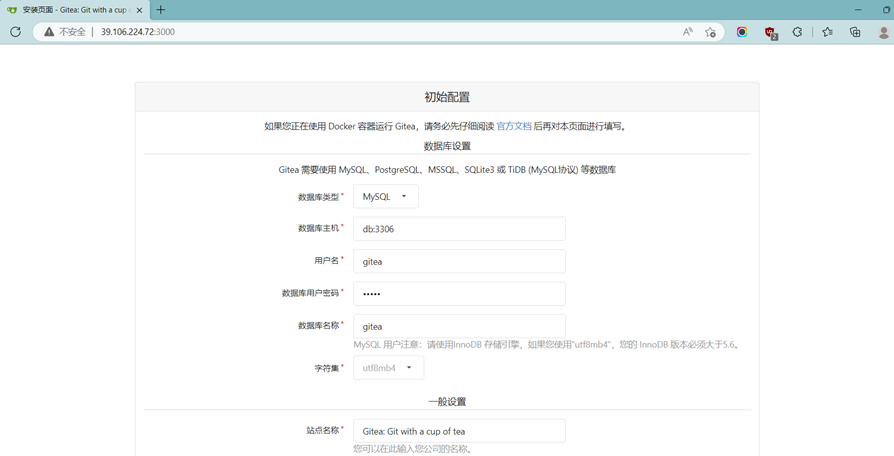 安装页面 - Gitea: Git with a cup
不安全 | 39.106.224.72:3000
2
初始配置
如果您正在使用 Docker 容器运行 Gitea，请务必先仔细阅读 官方文档 后再对本页面进行填写。
数据库设置
Gitea 需要使用 MySQL、PostgreSQL、MSSQL、SQLite3 或 TiDB (MySQL协议) 等数据库
数据库类型* MySQL
数据库主机* db:3306
用户名* gitea
数据库用户密码* •••••
数据库名称* gitea
MySQL 用户注意：请使用InnoDB 存储引擎，如果您使用"utf8mb4"，您的 InnoDB 版本必须大于5.6。
字符集* utf8mb4
一般设置
站点名称* Gitea: Git with a cup of tea
您可以在此输入您公司的名称。